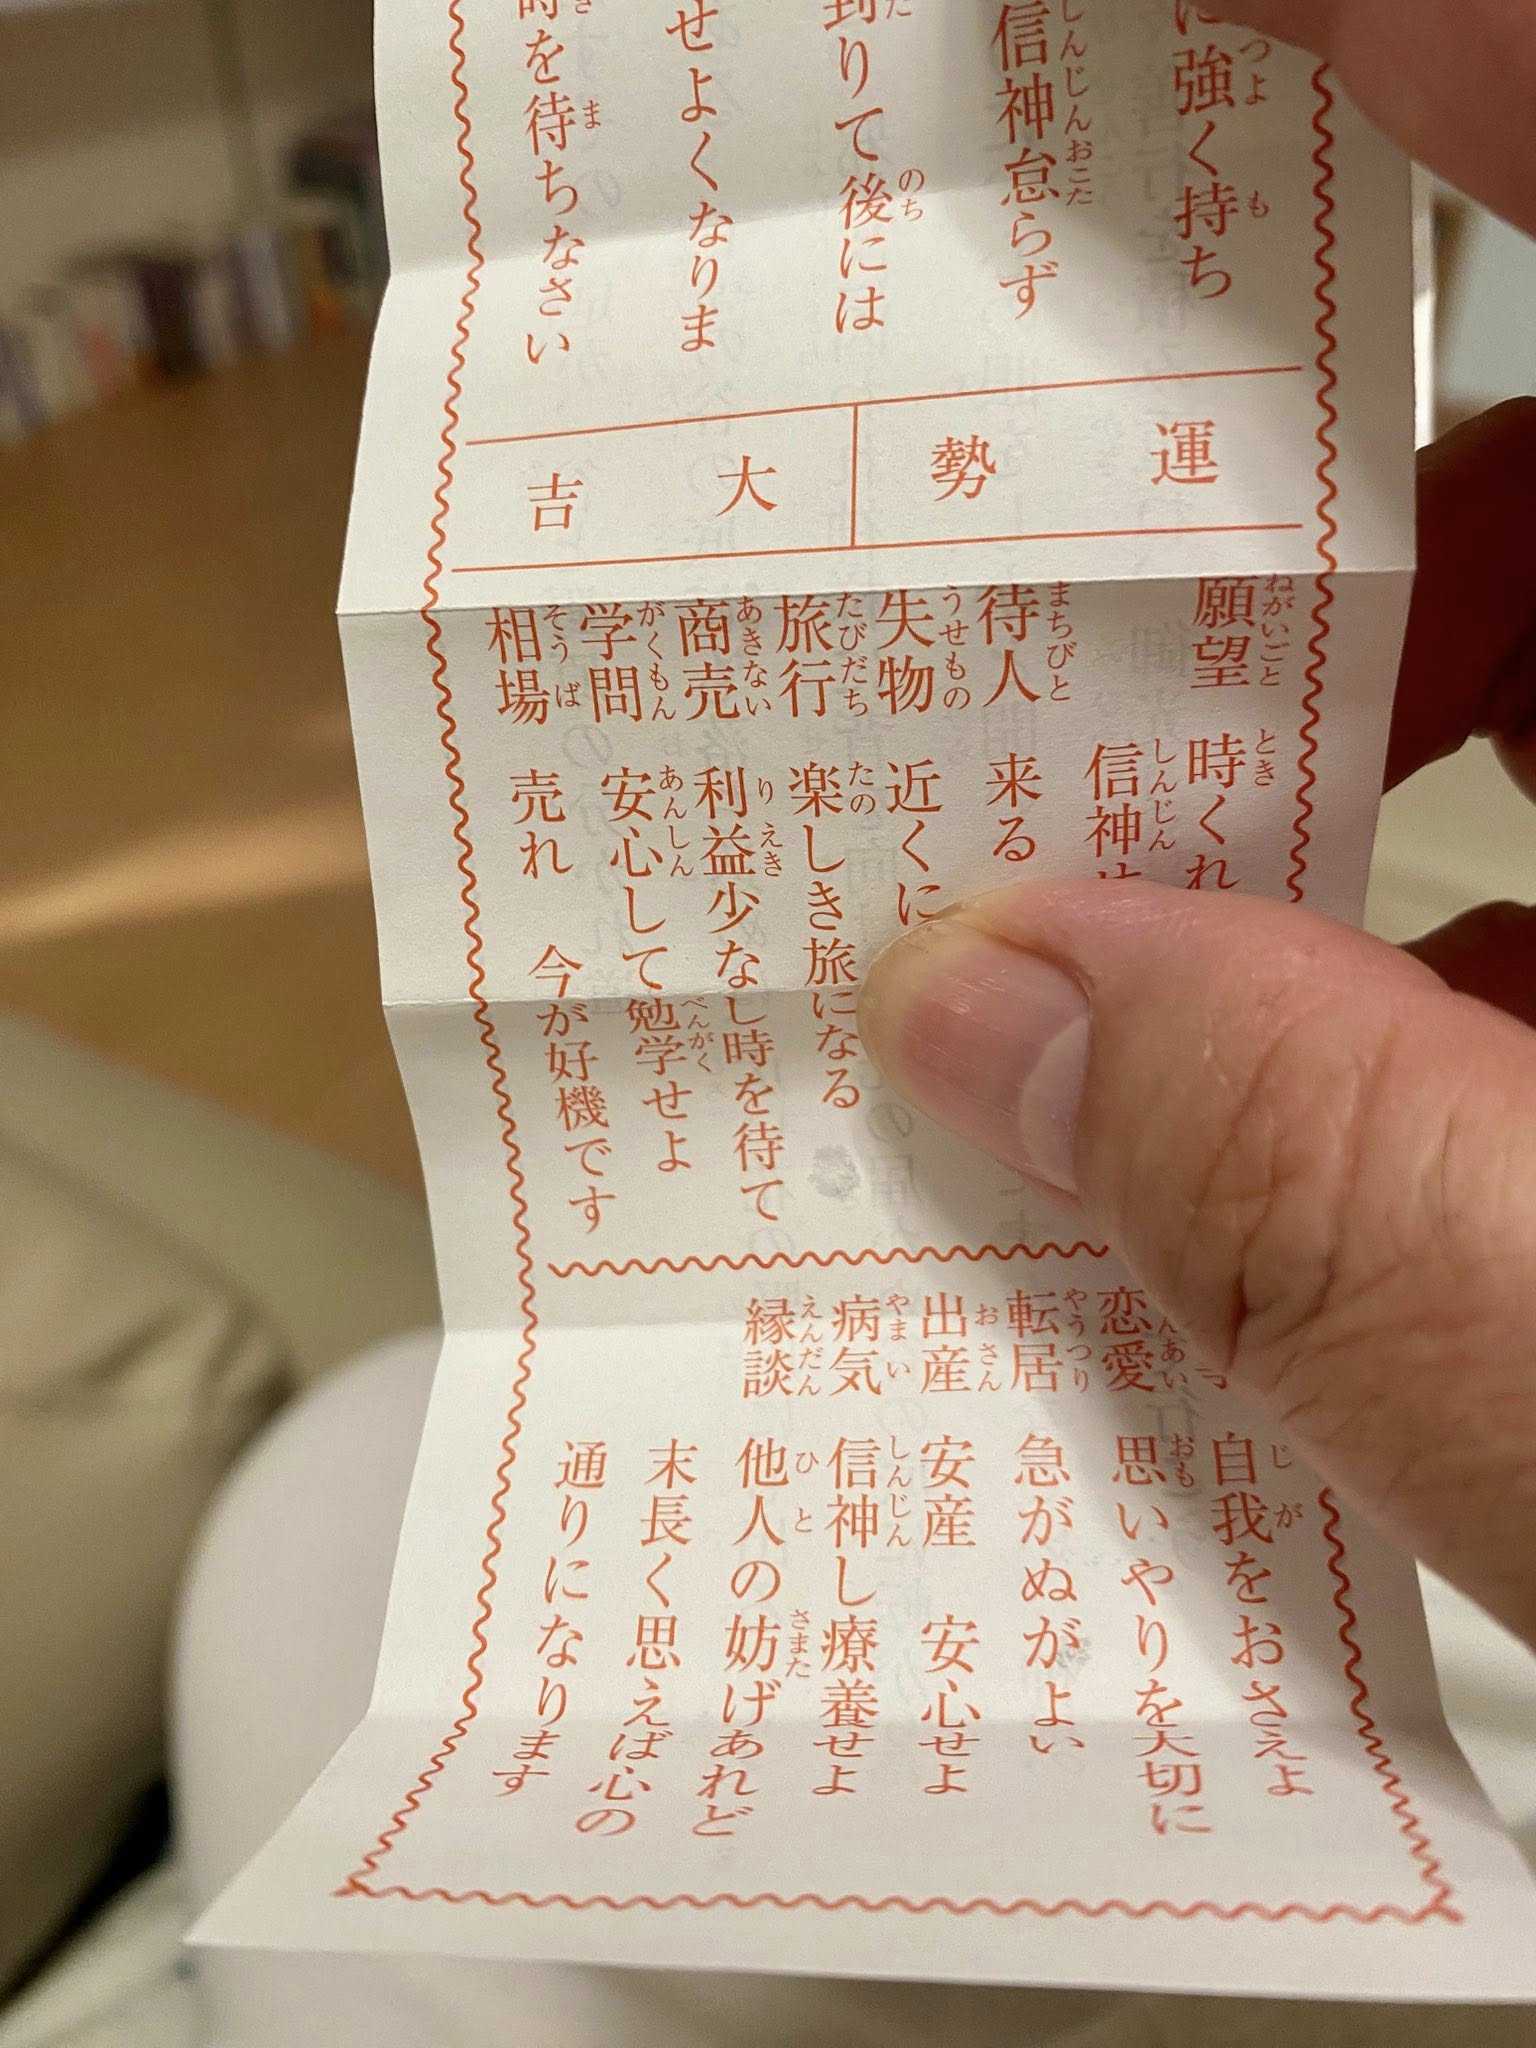 強く持ち
信神怠らず
到りて後には
せよくなりま
時を待ちなさい
運勢 大吉
願望 時くれ
信神せ
待人 来る
失物 近くに
旅行 楽しき旅になる
商売 利益少なし時を待て
学問 安心して勉学せよ
相場 売れ 今が好機です
自我をおさえよ
恋愛 思いやりを大切に
転居 急がぬがよい
出産 安産 安心せよ
病気 信神し療養せよ
縁談 他人の妨げあれど
末長く思えば心の
通りになります